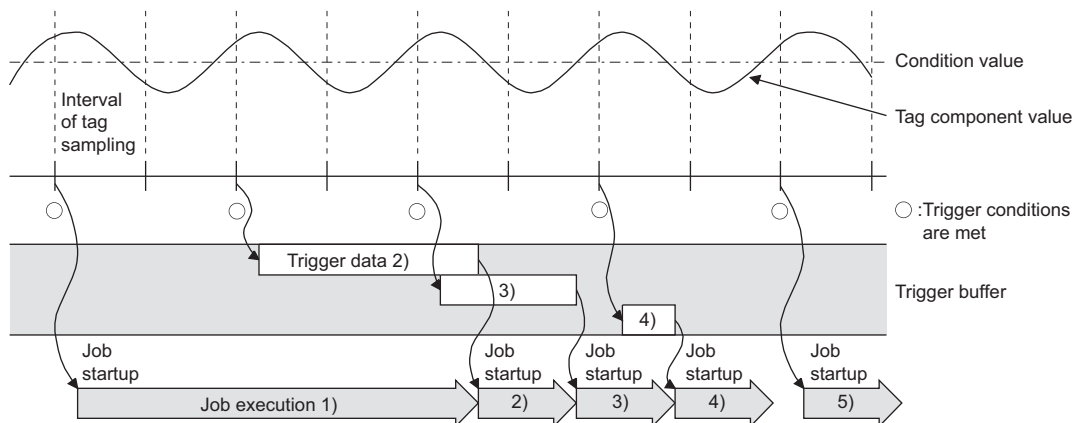 Condition value
Interval
of tag
sampling
Tag component value
○ :Trigger conditions
are met
Trigger data 2)
3)
Trigger buffer
4)
Job
startup
Job
startup
Job
startup
Job
startup
Job
startup
Job execution 1)
2)
3)
4)
5)